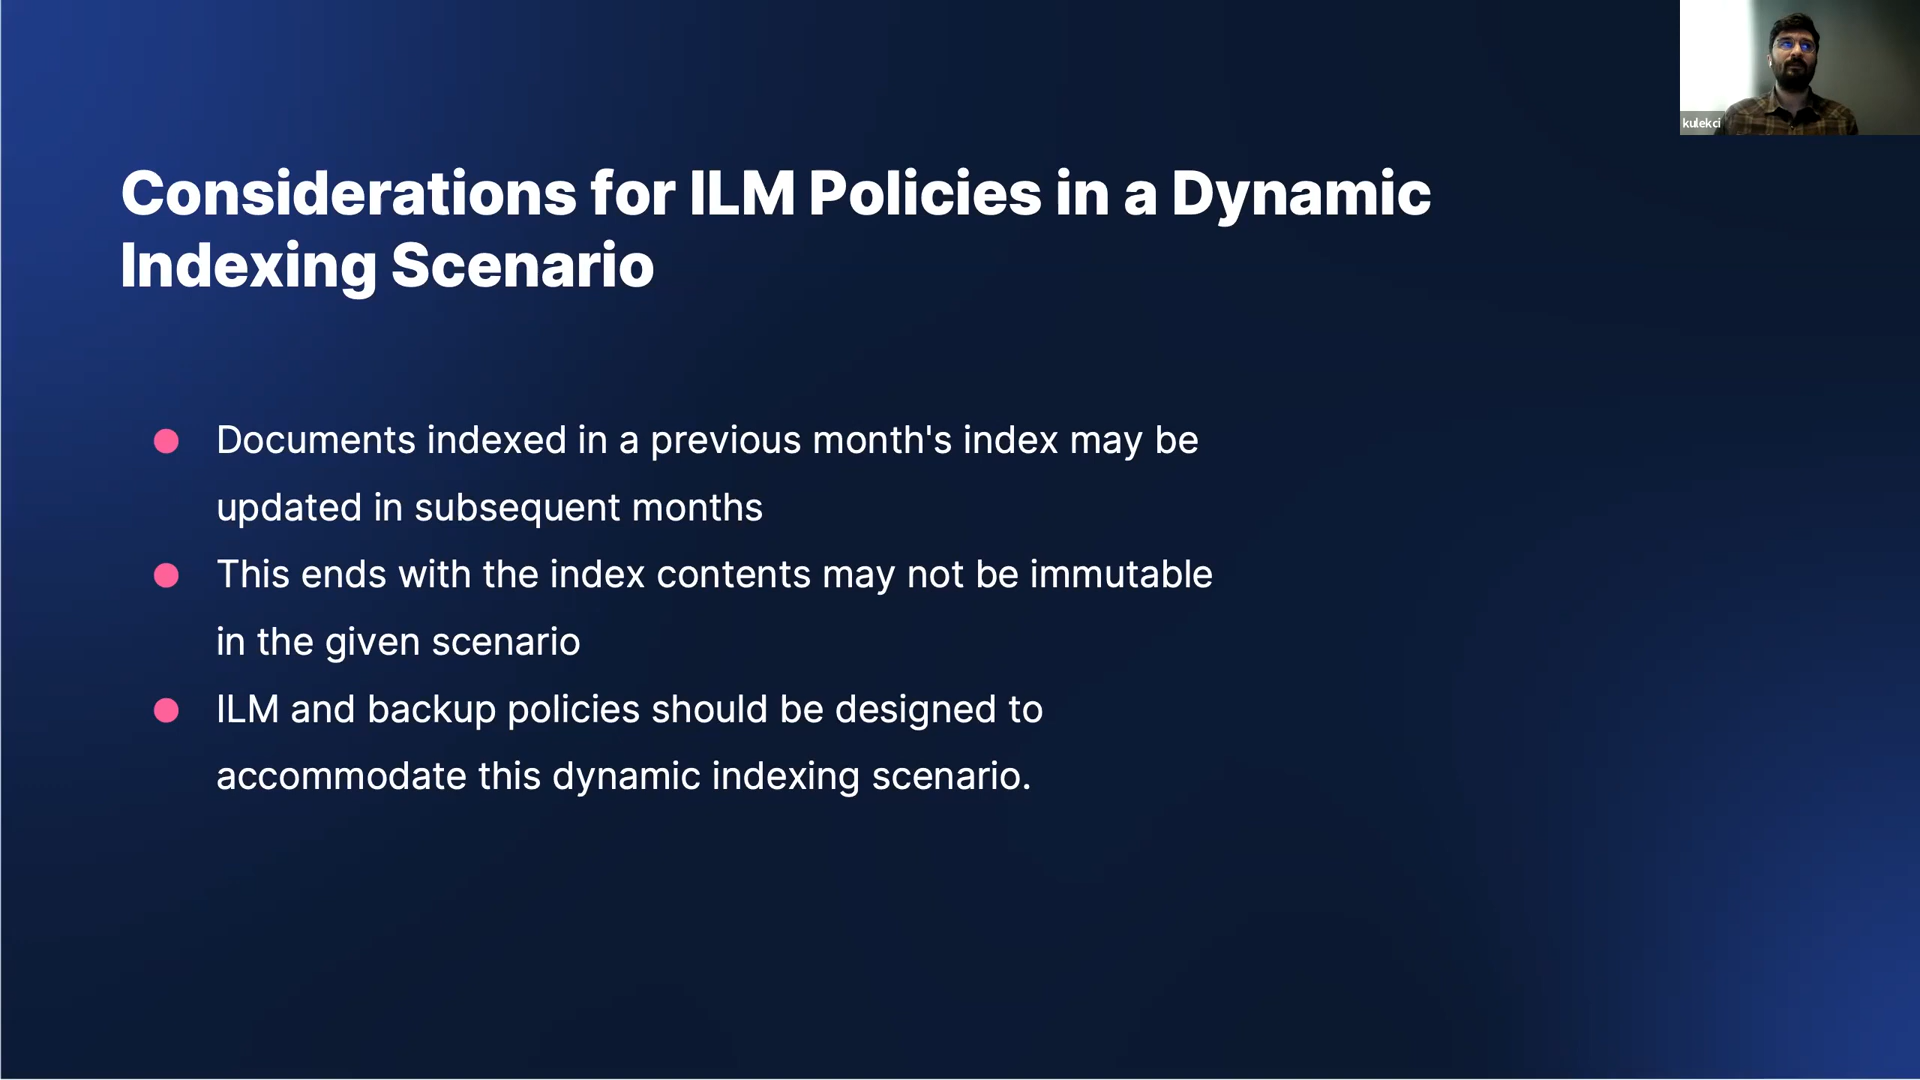 kulekci
Considerations for ILM Policies in a Dynamic
Indexing Scenario
Documents indexed in a previous month's index may be
updated in subsequent months
This ends with the index contents may not be immutable
in the given scenario
ILM and backup policies should be designed to
accommodate this dynamic indexing scenario.